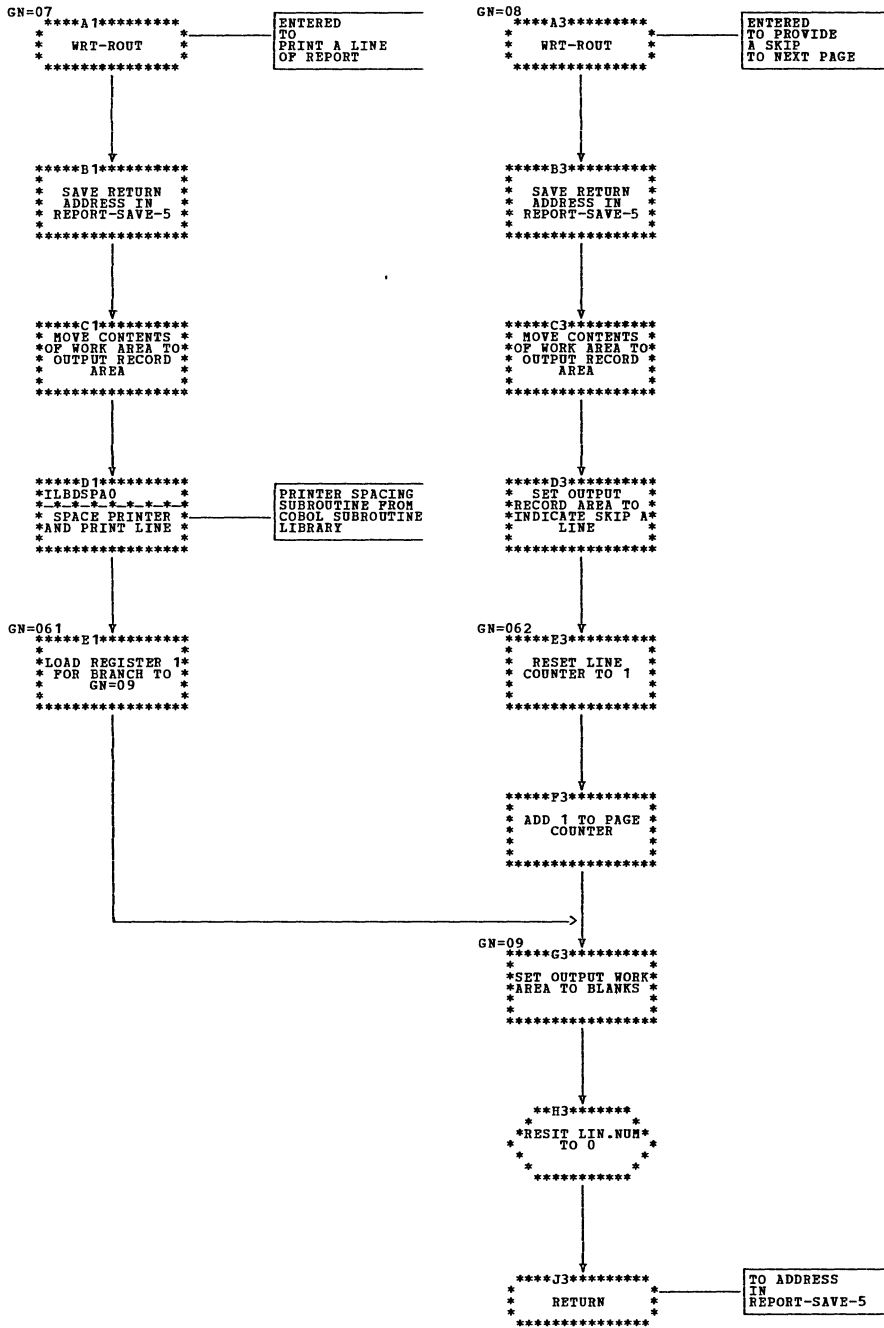 GN=07
A1
WRT-ROUT
ENTERED
TO
PRINT A LINE
OF REPORT
B1
SAVE RETURN
ADDRESS IN
REPORT-SAVE-5
C1
MOVE CONTENTS
OF WORK AREA TO
OUTPUT RECORD
AREA
D1
ILBDSPA0
SPACE PRINTER
AND PRINT LINE
PRINTER SPACING
SUBROUTINE FROM
COBOL SUBROUTINE
LIBRARY
GN=061
E1
LOAD REGISTER 1
FOR BRANCH TO
GN=09
GN=08
A3
WRT-ROUT
ENTERED
TO PROVIDE
A SKIP
TO NEXT PAGE
B3
SAVE RETURN
ADDRESS IN
REPORT-SAVE-5
C3
MOVE CONTENTS
OF WORK AREA TO
OUTPUT RECORD
AREA
D3
SET OUTPUT
RECORD AREA TO
INDICATE SKIP A
LINE
GN=062
E3
RESET LINE
COUNTER TO 1
F3
ADD 1 TO PAGE
COUNTER
GN=09
G3
SET OUTPUT WORK
AREA TO BLANKS
H3
RESIT LIN.NUM
TO 0
J3
RETURN
TO ADDRESS
IN
REPORT-SAVE-5